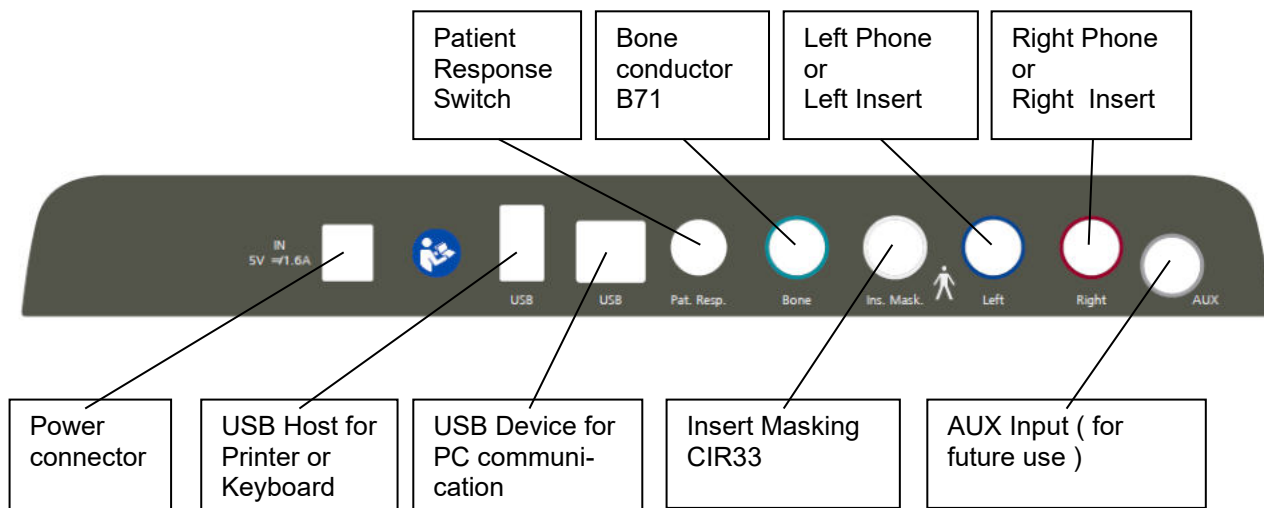 Patient
Response
Switch
Bone
conductor
B71
Left Phone
or
Left Insert
Right Phone
or
Right Insert
IN
5V ⎓/1.6A
USB
USB
Pat. Resp.
Bone
Ins. Mask.
Left
Right
AUX
Power
connector
USB Host for
Printer or
Keyboard
USB Device for
PC communi-
cation
Insert Masking
CIR33
AUX Input ( for
future use )